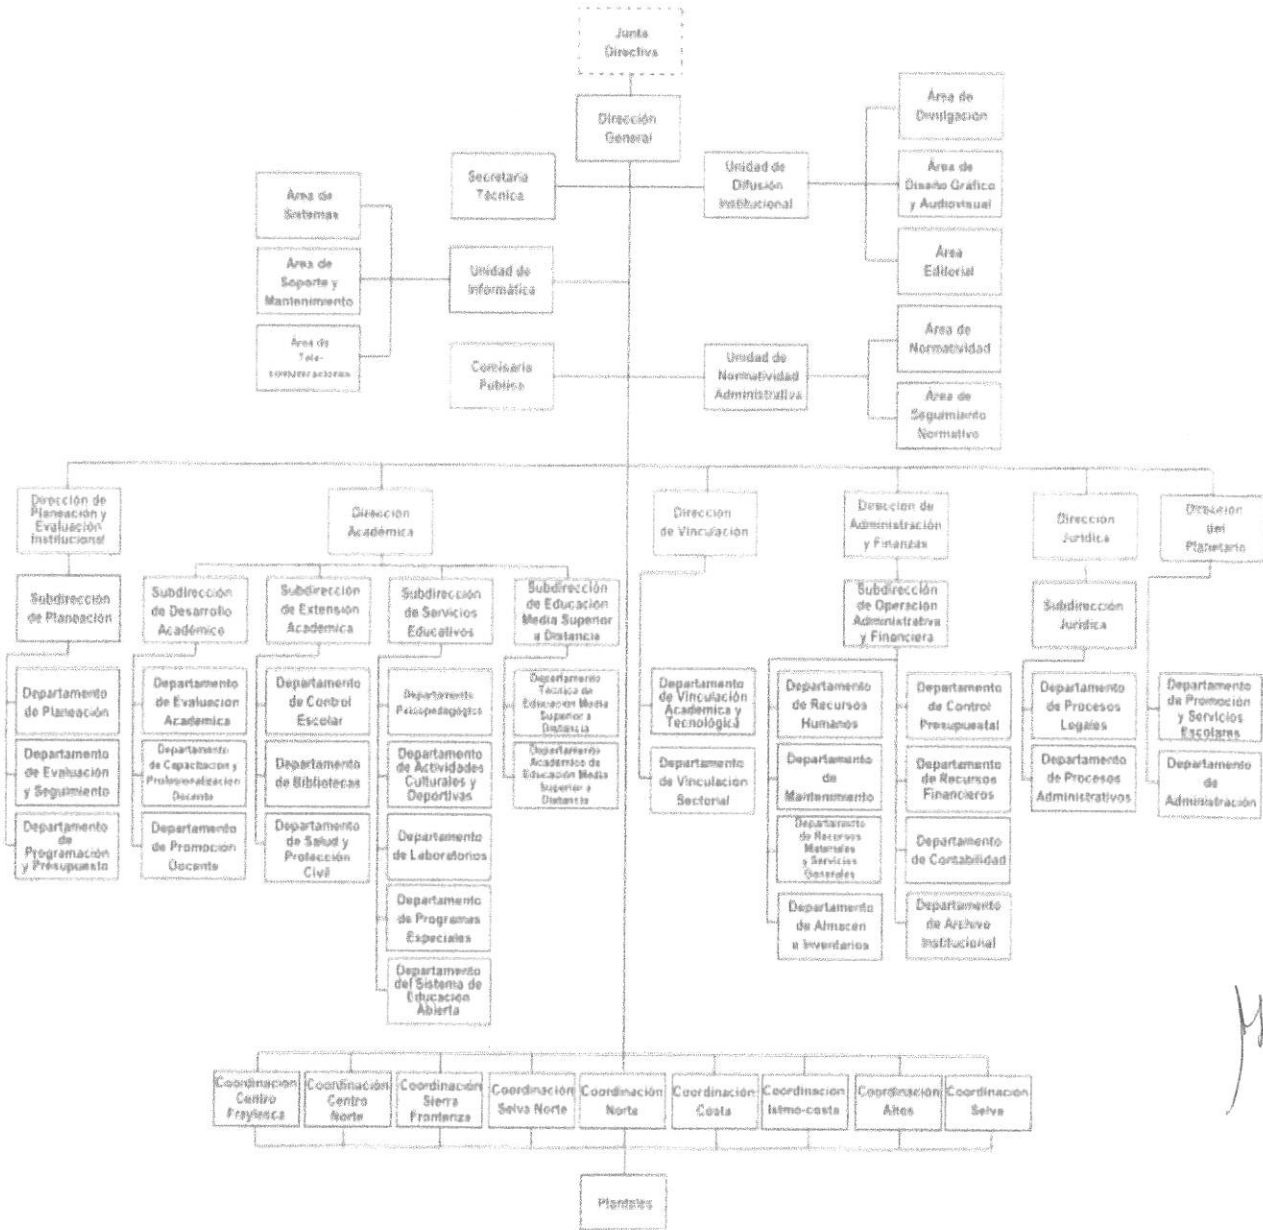 Junta
Directiva
Dirección
General
Secretaria
Técnica
Unidad de
Difusión
Institucional
Área de
Divulgación
Área de
Diseño Gráfico
y Audiovisual
Área
Editorial
Área de
Sistemas
Área de
Soporte y
Mantenimiento
Área de
Tele-
comunicaciones
Unidad de
Informática
Comisaria
Pública
Unidad de
Normatividad
Administrativa
Área de
Normatividad
Área de
Seguimiento
Normativo
Dirección de
Planeación y
Evaluación
Institucional
Dirección
Académica
Dirección
de Vinculación
Dirección de
Administración
y Finanzas
Dirección
Jurídica
Dirección
del
Planetario
Subdirección
de Planeación
Subdirección
de Desarrollo
Académico
Subdirección
de Extensión
Académica
Subdirección
de Servicios
Educativos
Subdirección
de Educación
Media Superior
a Distancia
Subdirección
de Operación
Administrativa
y Financiera
Subdirección
Jurídica
Departamento
de Planeación
Departamento
de Evaluación
y Seguimiento
Departamento
de
Programación
y Presupuesto
Departamento
de Evaluación
Académica
Departamento
de Capacitación y
Profesionalización
Docente
Departamento
de Promoción
Docente
Departamento
de Control
Escolar
Departamento
de Bibliotecas
Departamento
de Salud y
Protección
Civil
Departamento
Psicopedagógico
Departamento
de Actividades
Culturales y
Deportivas
Departamento
de Laboratorios
Departamento
de Programas
Especiales
Departamento
del Sistema de
Educación
Abierta
Departamento
Técnico de
Educación Media
Superior a
Distancia
Departamento
Académico de
Educación Media
Superior a
Distancia
Departamento
de Vinculación
Académica y
Tecnológica
Departamento
de Vinculación
Sectorial
Departamento
de Recursos
Humanos
Departamento
de
Mantenimiento
Departamento
de Recursos
Materiales
y Servicios
Generales
Departamento
de Almacén
e Inventarios
Departamento
de Control
Presupuestal
Departamento
de Recursos
Financieros
Departamento
de Contabilidad
Departamento
de Archivo
Institucional
Departamento
de Procesos
Legales
Departamento
de Procesos
Administrativos
Departamento
de Promoción
y Servicios
Escolares
Departamento
de
Administración
Coordinación
Centro
Fraylesca
Coordinación
Centro
Norte
Coordinación
Sierra
Fronteriza
Coordinación
Selva Norte
Coordinación
Norte
Coordinación
Costa
Coordinación
Istmo-costa
Coordinación
Altos
Coordinación
Selva
Planteles